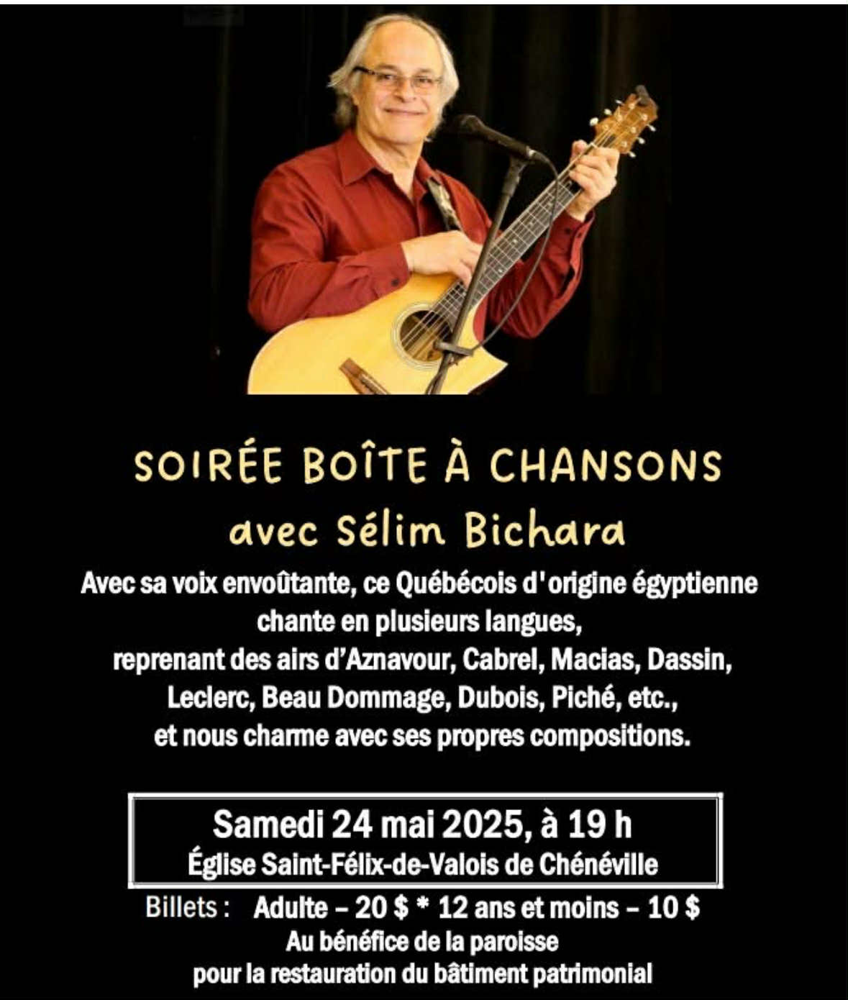 SOIRÉE BOÎTE À CHANSONS
avec Sélim Bichara
Avec sa voix envoûtante, ce Québécois d'origine égyptienne
chante en plusieurs langues,
reprenant des airs d’Aznavour, Cabrel, Macias, Dassin,
Leclerc, Beau Dommage, Dubois, Piché, etc.,
et nous charme avec ses propres compositions.
Samedi 24 mai 2025, à 19 h
Église Saint-Félix-de-Valois de Chénéville
Billets : Adulte – 20 $ * 12 ans et moins – 10 $
Au bénéfice de la paroisse
pour la restauration du bâtiment patrimonial